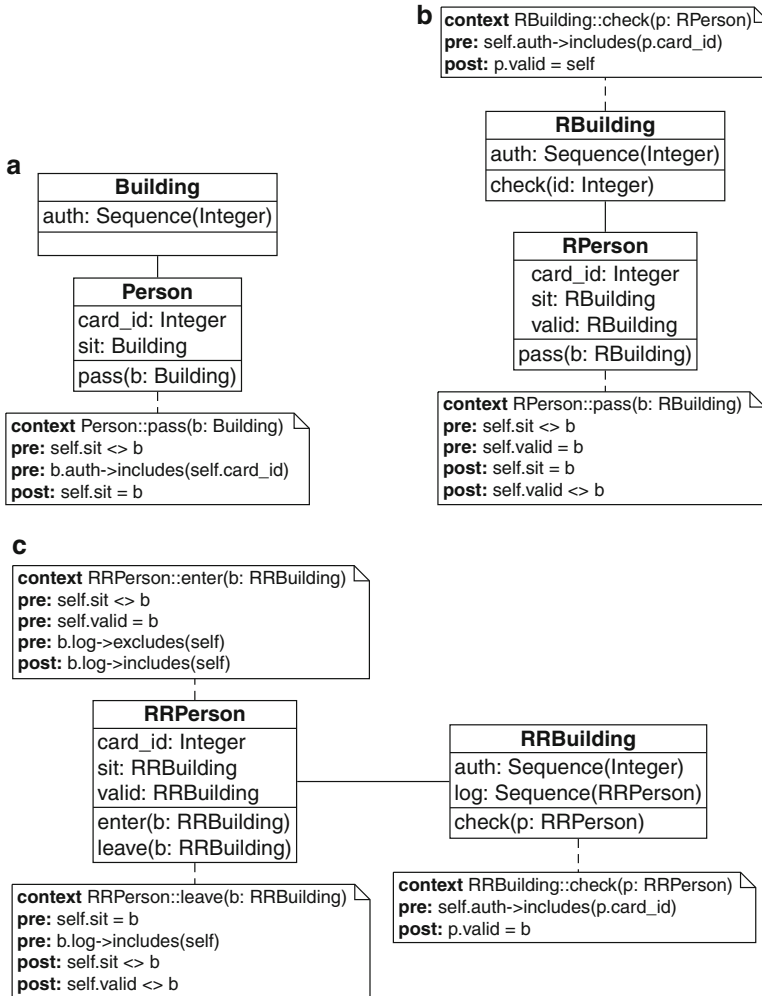 a
Building
auth: Sequence(Integer)
Person
card_id: Integer
sit: Building
pass(b: Building)
context Person::pass(b: Building)
pre: self.sit <> b
pre: b.auth->includes(self.card_id)
post: self.sit = b
b
context RBuilding::check(p: RPerson)
pre: self.auth->includes(p.card_id)
post: p.valid = self
RBuilding
auth: Sequence(Integer)
check(id: Integer)
RPerson
card_id: Integer
sit: RBuilding
valid: RBuilding
pass(b: RBuilding)
context RPerson::pass(b: RBuilding)
pre: self.sit <> b
pre: self.valid = b
post: self.sit = b
post: self.valid <> b
c
context RRPerson::enter(b: RRBuilding)
pre: self.sit <> b
pre: self.valid = b
pre: b.log->excludes(self)
post: b.log->includes(self)
RRPerson
card_id: Integer
sit: RRBuilding
valid: RRBuilding
enter(b: RRBuilding)
leave(b: RRBuilding)
context RRPerson::leave(b: RRBuilding)
pre: self.sit = b
pre: b.log->includes(self)
post: self.sit <> b
post: self.valid <> b
RRBuilding
auth: Sequence(Integer)
log: Sequence(RRPerson)
check(p: RRPerson)
context RRBuilding::check(p: RRPerson)
pre: self.auth->includes(p.card_id)
post: p.valid = b